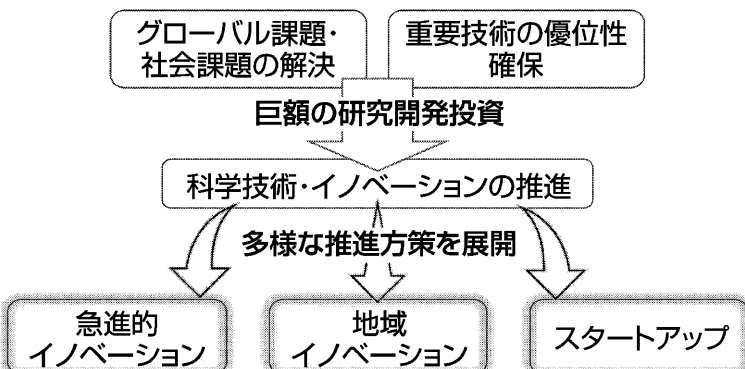 グローバル課題・
社会課題の解決
重要技術の優位性
確保
巨額の研究開発投資
科学技術・イノベーションの推進
多様な推進方策を展開
急進的
イノベーション
地域
イノベーション
スタートアップ